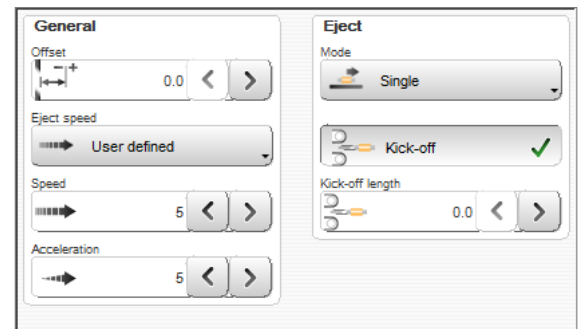 General
Offset
0.0
Eject speed
User defined
Speed
5
Acceleration
5
Eject
Mode
Single
Kick-off
Kick-off length
0.0